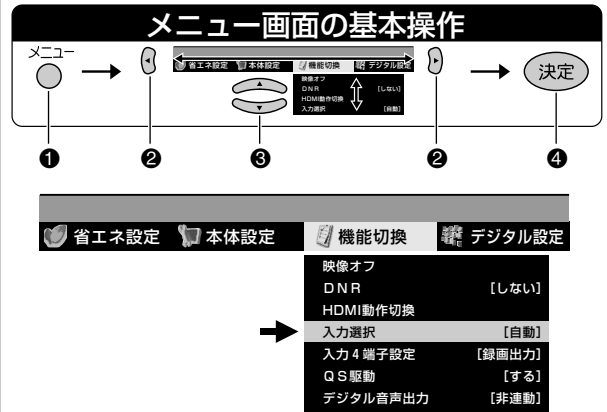 メニュー画面の基本操作
メニュー
省エネ設定 本体設定 機能切換 デジタル設定
映像オフ
DNR [しない]
HDMI動作切換
入力選択 [自動]
決定
❶ ❷ ❸ ❷ ❹
省エネ設定 本体設定 機能切換 デジタル設定
映像オフ
DNR [しない]
HDMI動作切換
入力選択 [自動]
入力4端子設定 [録画出力]
QS駆動 [する]
デジタル音声出力 [非連動]